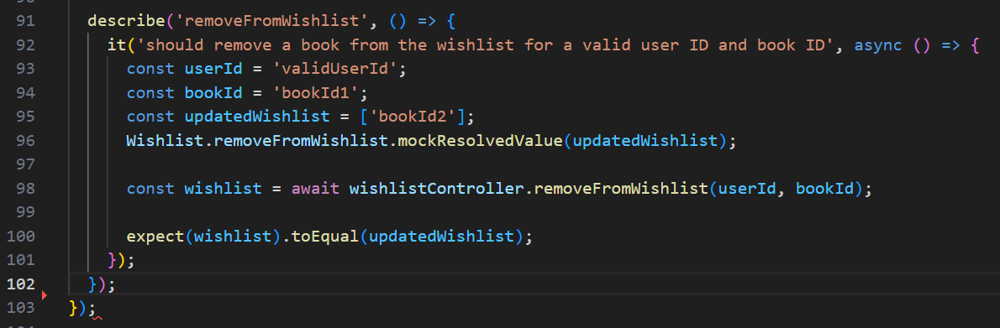 91 describe('removeFromWishlist', () => {
92 it('should remove a book from the wishlist for a valid user ID and book ID', async () => {
93 const userId = 'validUserId';
94 const bookId = 'bookId1';
95 const updatedWishlist = ['bookId2'];
96 Wishlist.removeFromWishlist.mockResolvedValue(updatedWishlist);
97
98 const wishlist = await wishlistController.removeFromWishlist(userId, bookId);
99
100 expect(wishlist).toEqual(updatedWishlist);
101 });
102 });
103 });